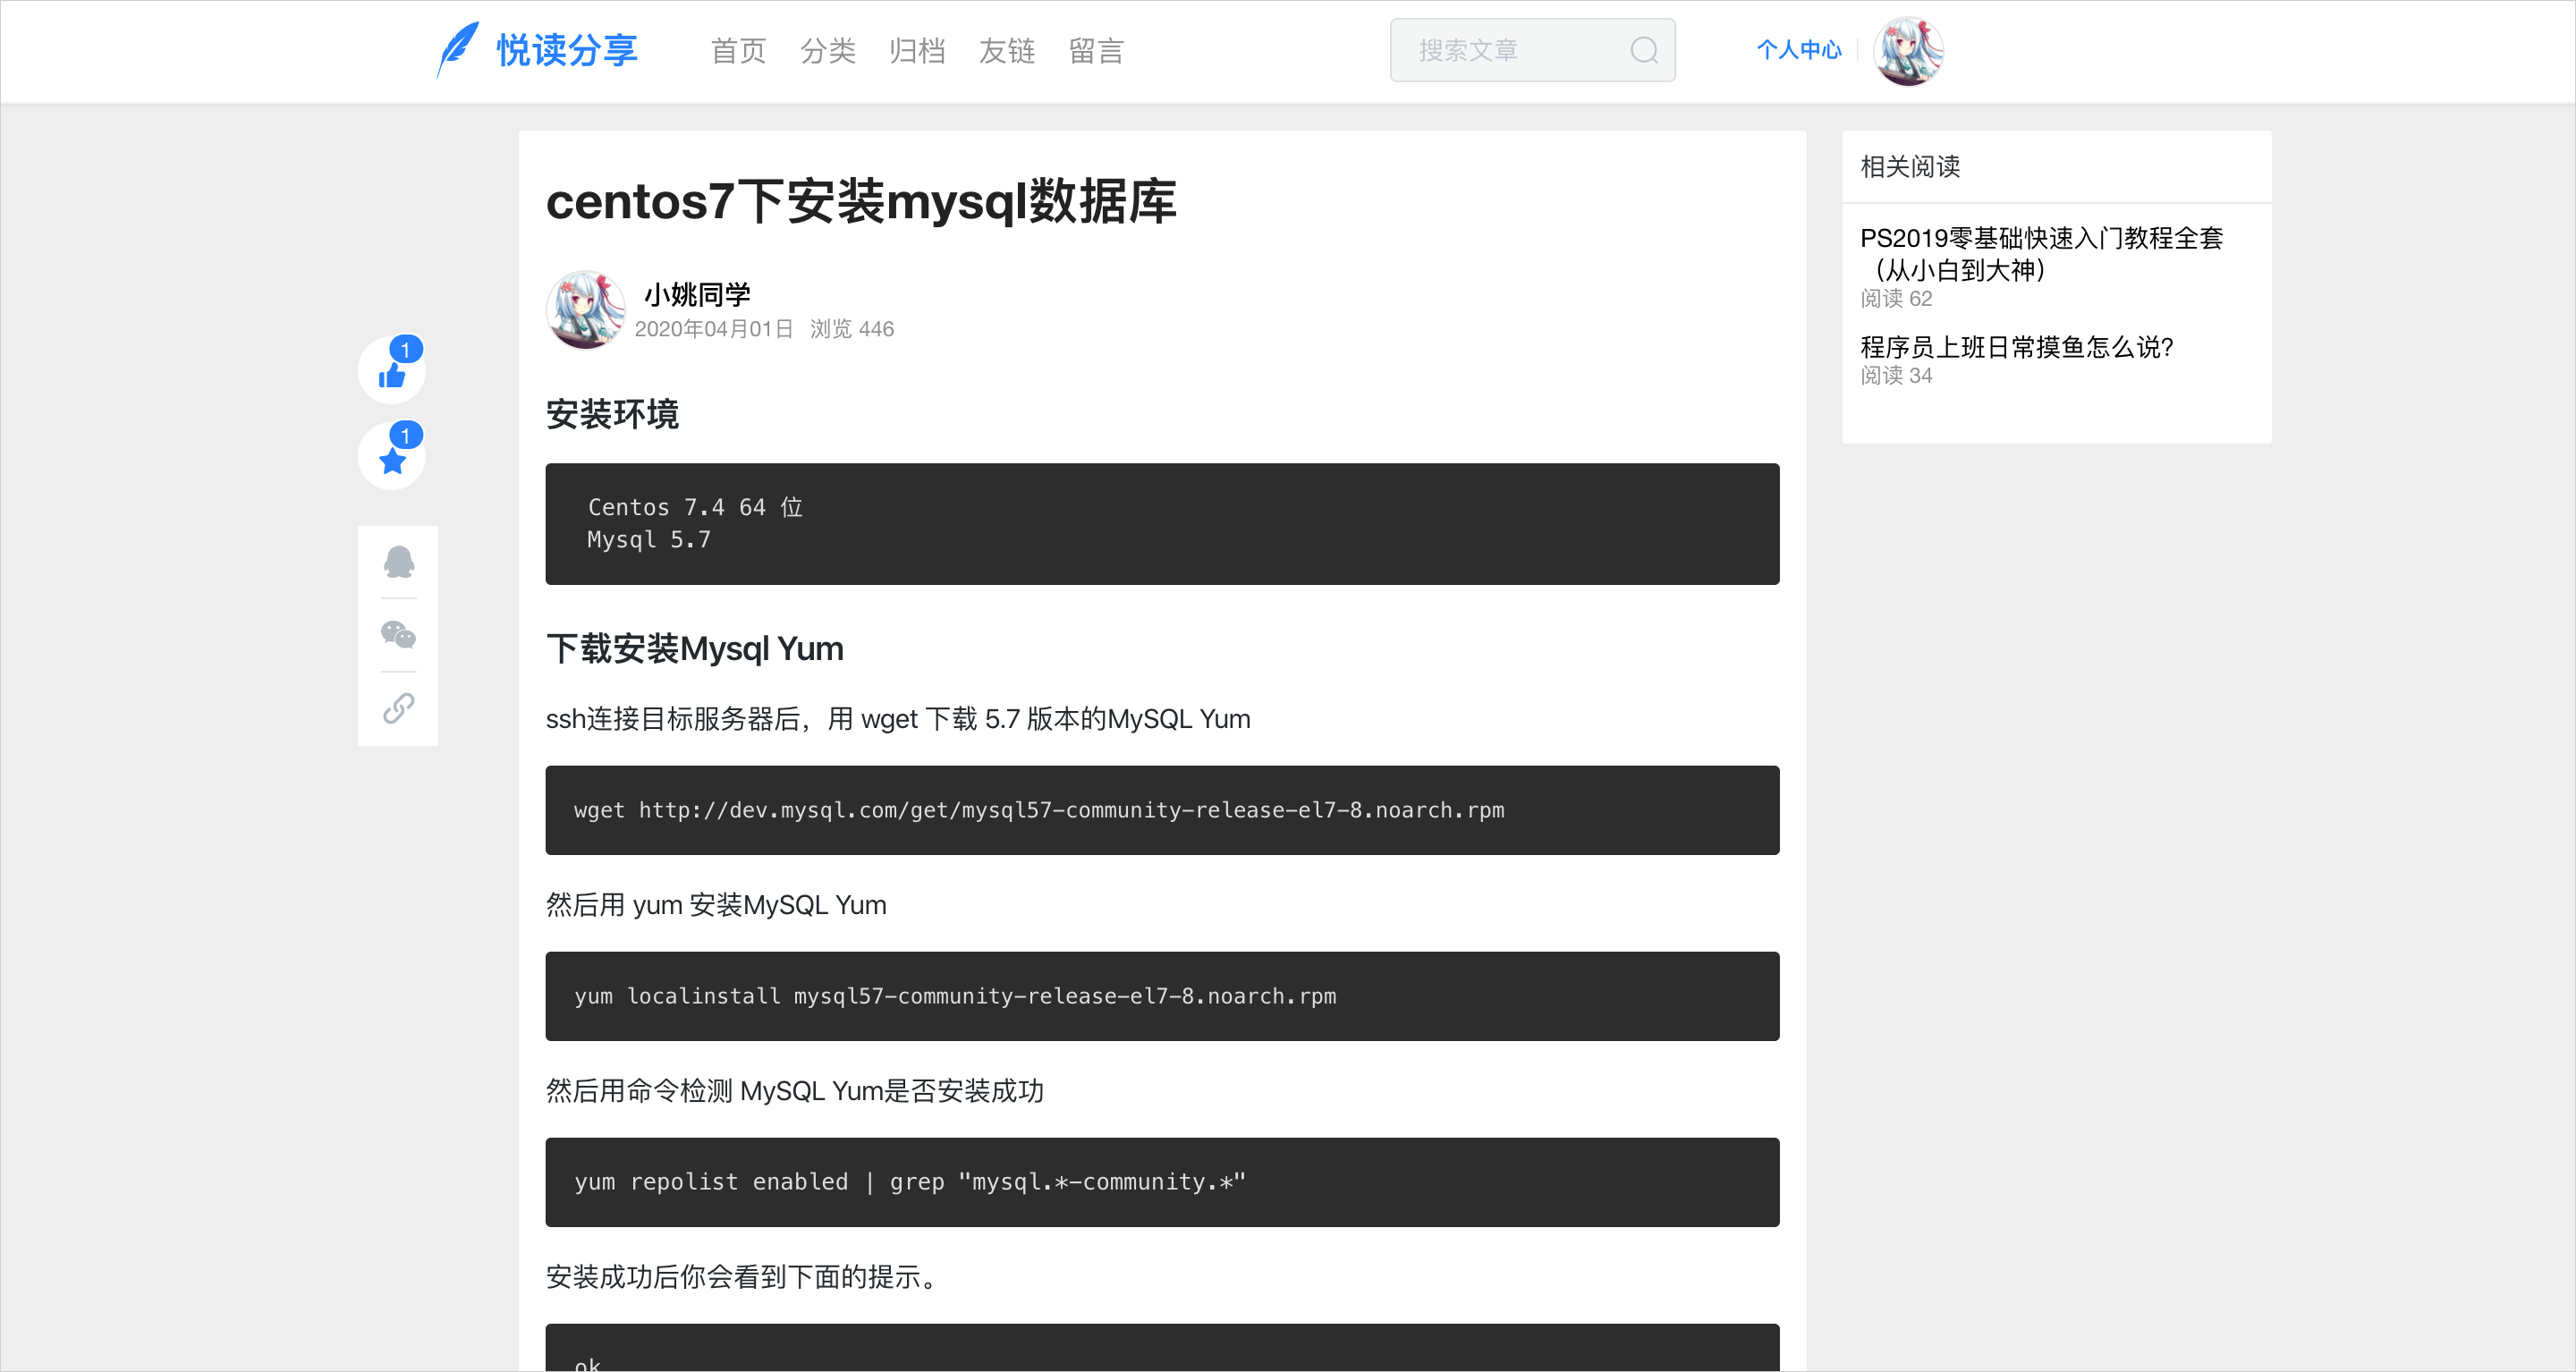 悦读分享
首页 分类 归档 友链 留言
搜索文章
个人中心
centos7下安装mysql数据库
小姚同学
2020年04月01日 浏览 446
1
1
安装环境
Centos 7.4 64 位
Mysql 5.7
下载安装Mysql Yum
ssh连接目标服务器后，用 wget 下载 5.7 版本的MySQL Yum
wget http://dev.mysql.com/get/mysql57-community-release-el7-8.noarch.rpm
然后用 yum 安装MySQL Yum
yum localinstall mysql57-community-release-el7-8.noarch.rpm
然后用命令检测 MySQL Yum是否安装成功
yum repolist enabled | grep "mysql.*-community.*"
安装成功后你会看到下面的提示。
ok
相关阅读
PS2019零基础快速入门教程全套
（从小白到大神）
阅读 62
程序员上班日常摸鱼怎么说？
阅读 34